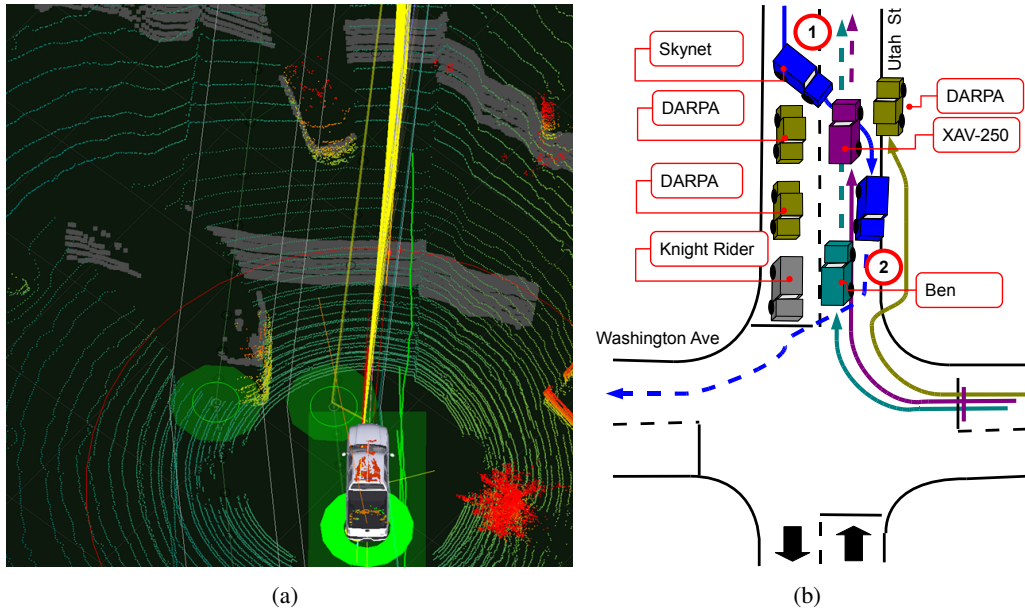 Skynet
1
Utah St
DARPA
DARPA
XAV-250
DARPA
Knight Rider
2
Ben
Washington Ave
(a)
(b)